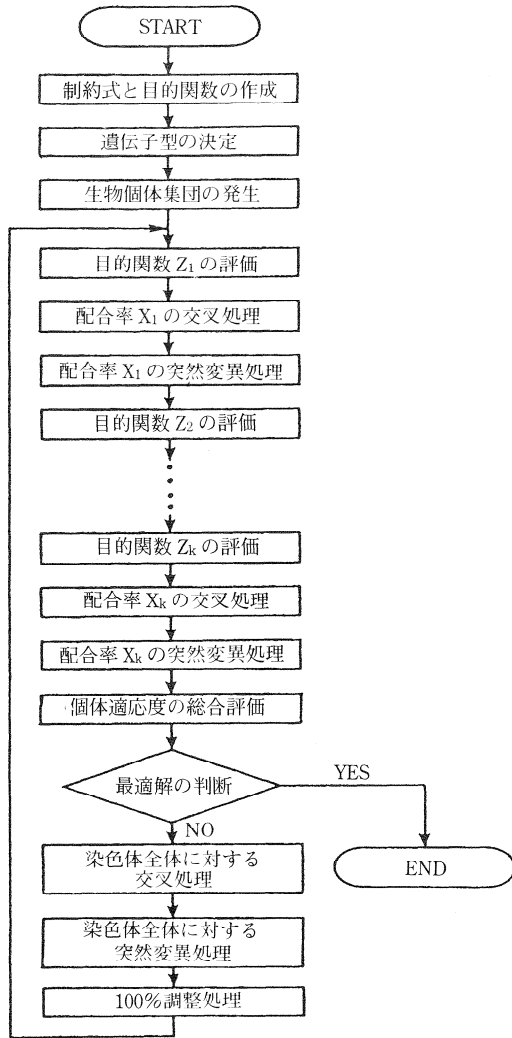 START
制約式と目的関数の作成
遺伝子型の決定
生物個体集団の発生
目的関数 Z1 の評価
配合率 X1 の交叉処理
配合率 X1 の突然変異処理
目的関数 Z2 の評価
目的関数 Zk の評価
配合率 Xk の交叉処理
配合率 Xk の突然変異処理
個体適応度の総合評価
最適解の判断
YES
NO
END
染色体全体に対する
交叉処理
染色体全体に対する
突然変異処理
100%調整処理